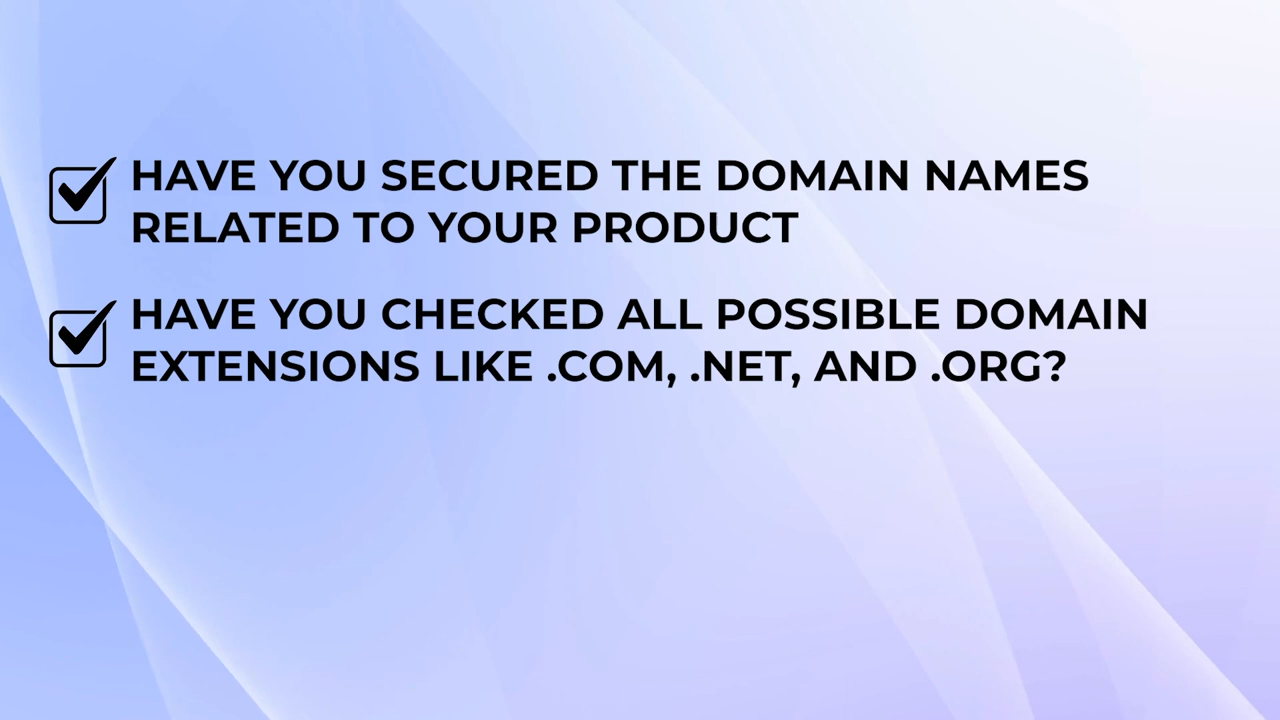 HAVE YOU SECURED THE DOMAIN NAMES
RELATED TO YOUR PRODUCT
HAVE YOU CHECKED ALL POSSIBLE DOMAIN
EXTENSIONS LIKE .COM, .NET, AND .ORG?